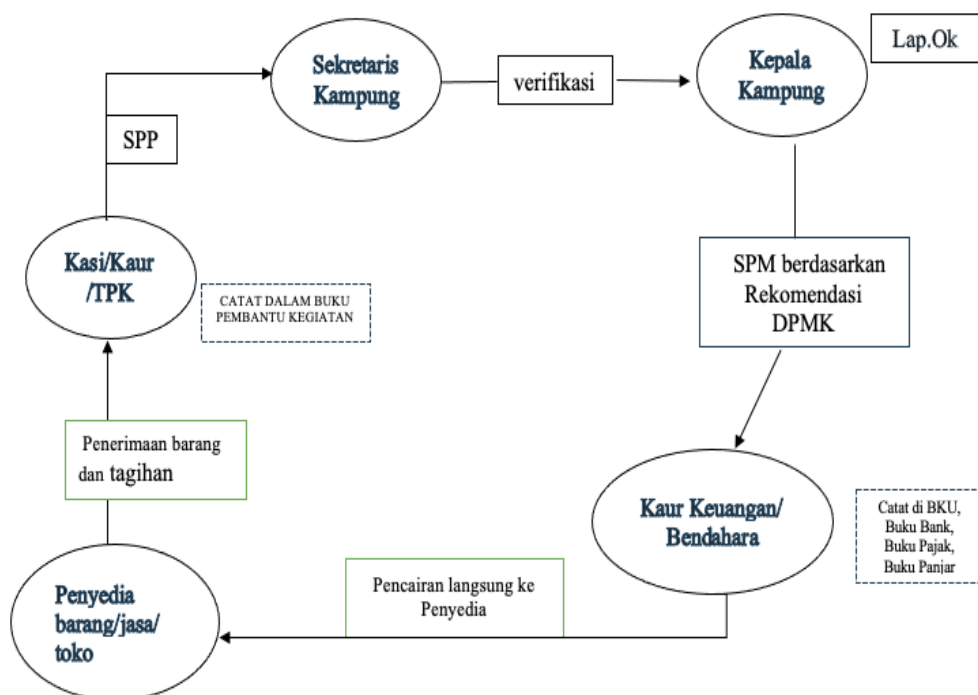 Sekretaris
Kampung
verifikasi
Kepala
Kampung
Lap.Ok
SPP
Kasi/Kaur
/TPK
CATAT DALAM BUKU
PEMBANTU KEGIATAN
SPM berdasarkan
Rekomendasi
DPMK
Penerimaan barang
dan tagihan
Kaur Keuangan/
Bendahara
Catat di BKU,
Buku Bank,
Buku Pajak,
Buku Panjar
Pencairan langsung ke
Penyedia
Penyedia
barang/jasa/
toko